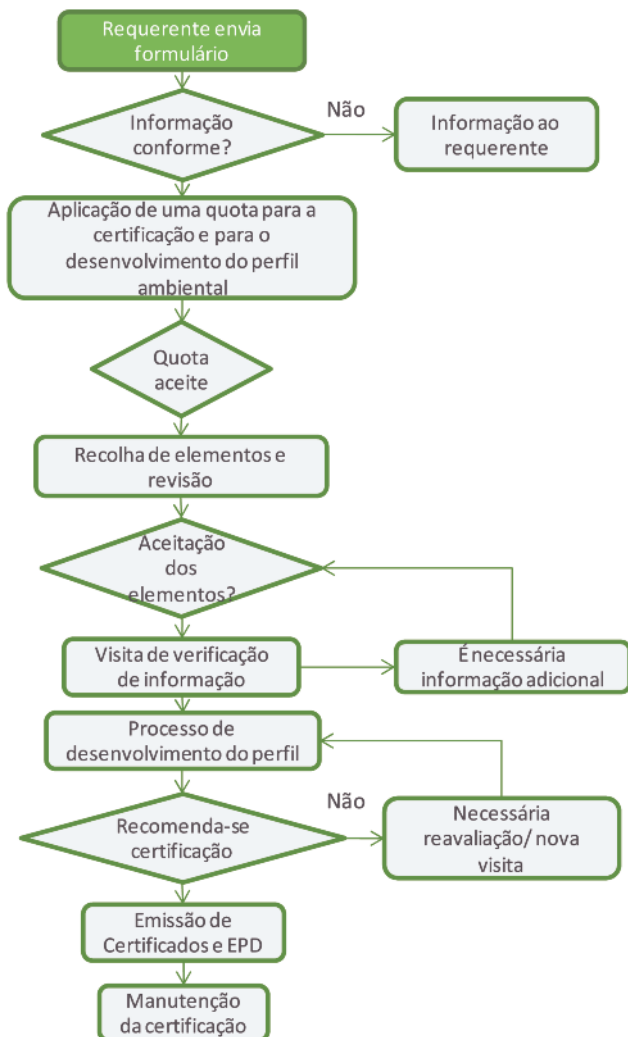 Requerente envia
formulário
Não
Informação
conforme?
Informação ao
requerente
Aplicação de uma quota para a
certificação e para o
desenvolvimento do perfil
ambiental
Quota
aceite
Recolha de elementos e
revisão
Aceitação
dos
elementos?
Visita de verificação
de informação
É necessária
informação adicional
Processo de
desenvolvimento do perfil
Não
Recomenda-se
certificação
Necessária
reavaliação/ nova
visita
Emissão de
Certificados e EPD
Manutenção
da certificação